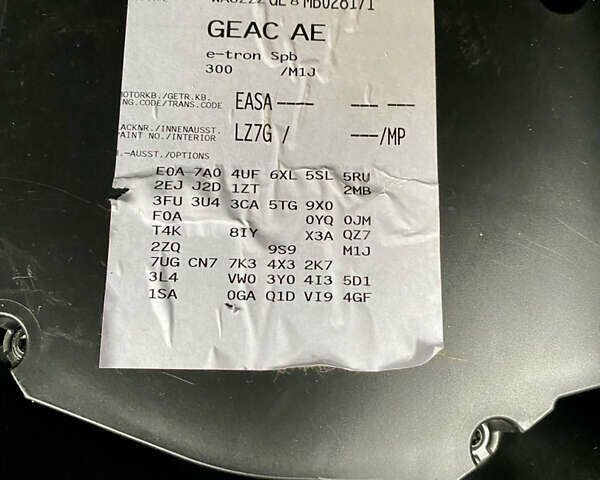 GEAC AE
e-tron Spb
300 /M1J
MOTORKB./GETR.KB.
ENG.CODE/TRANS.CODE EASA---- --- ---
LACKNR./INNENAUSST.
PAINT NO./INTERIOR LZ7G / ---/MP
M.-AUSST./OPTIONS
E0A 7A0 4UF 6XL 5SL 5RU
2EJ J2D 1ZT 2MB
3FU 3U4 3CA 5TG 9X0
F0A 0YQ 0JM
T4K 8IY X3A QZ7
2ZQ 9S9 M1J
7UG CN7 7K3 4X3 2K7
3L4 VW0 3Y0 4I3 5D1
1SA 0GA Q1D VI9 4GF